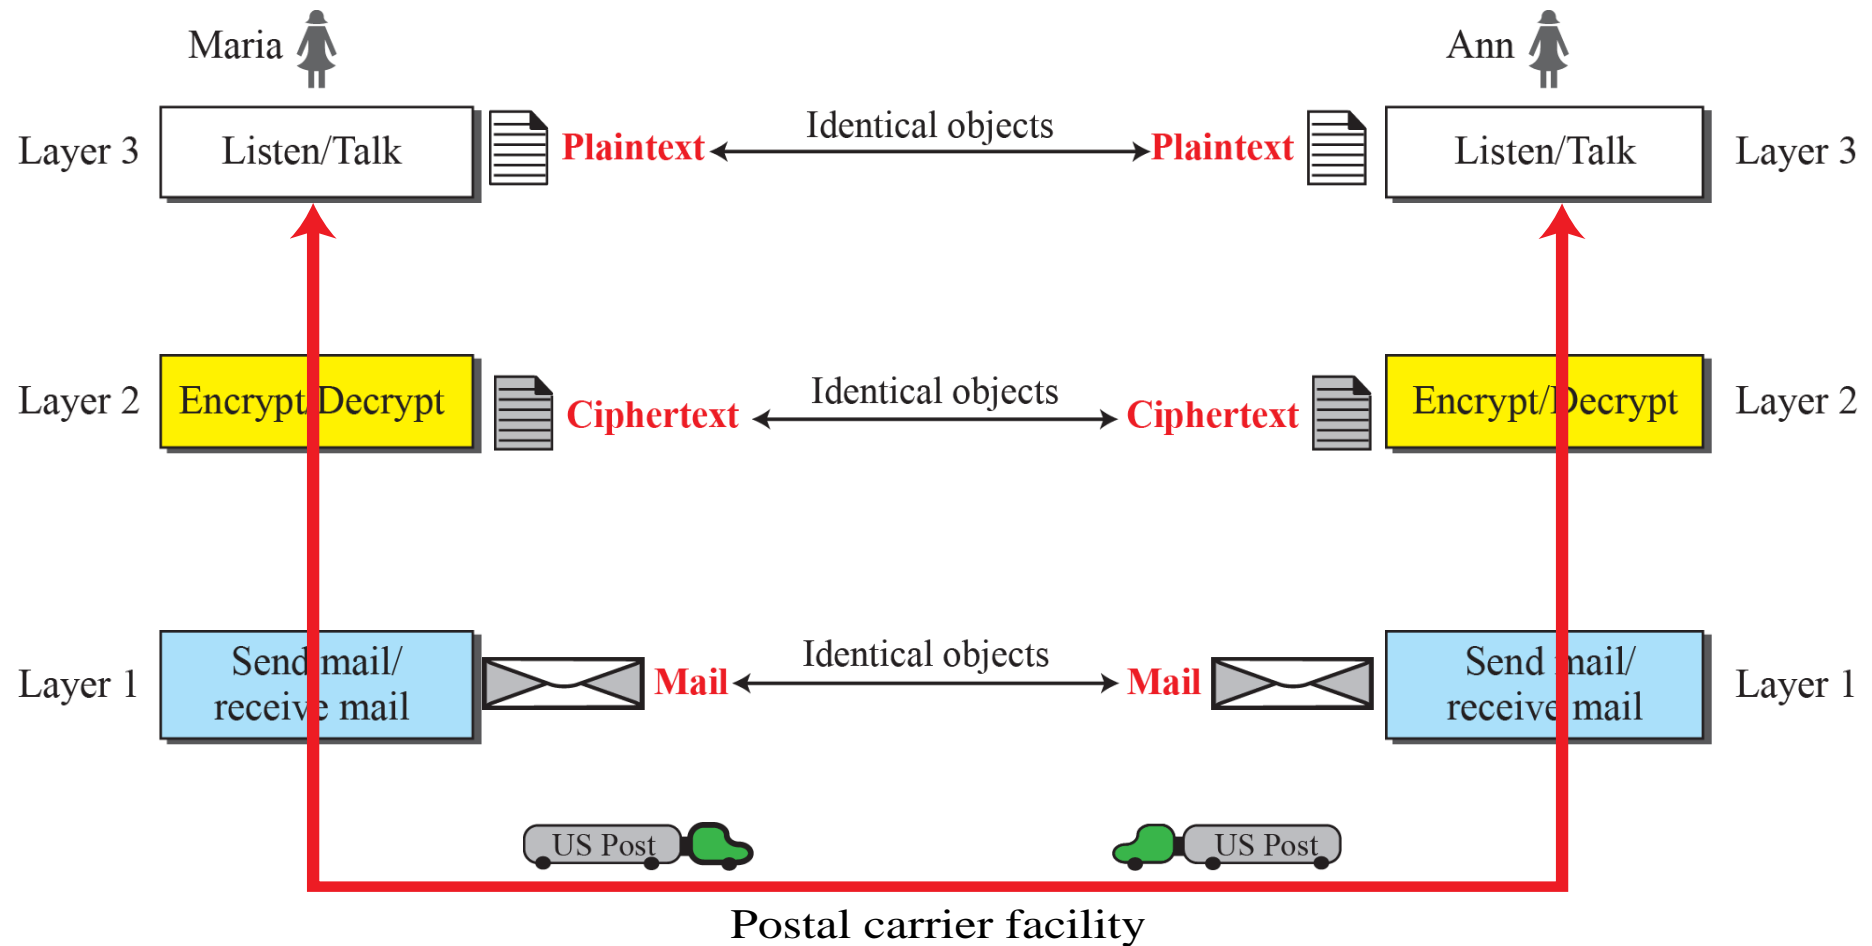 Maria
Ann
Layer 3
Listen/Talk
Plaintext
Identical objects
Plaintext
Listen/Talk
Layer 3
Layer 2
Encrypt/Decrypt
Ciphertext
Identical objects
Ciphertext
Encrypt/Decrypt
Layer 2
Layer 1
Send mail/
receive mail
Mail
Identical objects
Mail
Send mail/
receive mail
Layer 1
US Post
US Post
Postal carrier facility